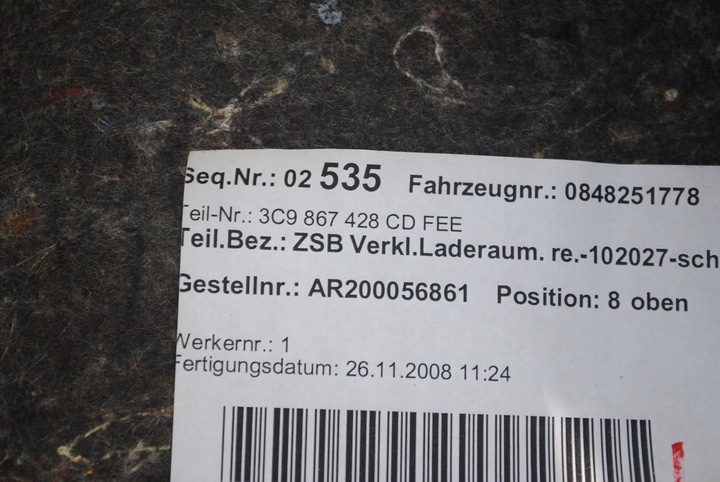 Seq.Nr.: 02 535 Fahrzeugnr.: 0848251778
Teil-Nr.: 3C9 867 428 CD FEE
Teil.Bez.: ZSB Verkl.Laderaum. re.-102027-sch
Gestellnr.: AR200056861 Position: 8 oben
Werkernr.: 1
Fertigungsdatum: 26.11.2008 11:24